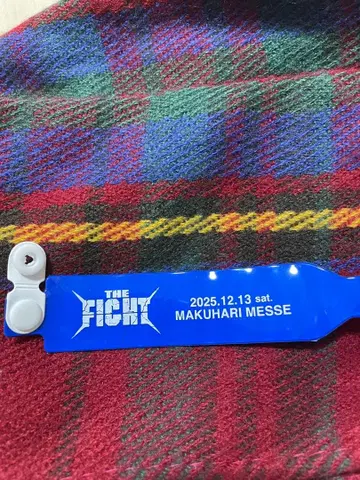 THE
FIGHT
2025.12.13 sat.
MAKUHARI MESSE